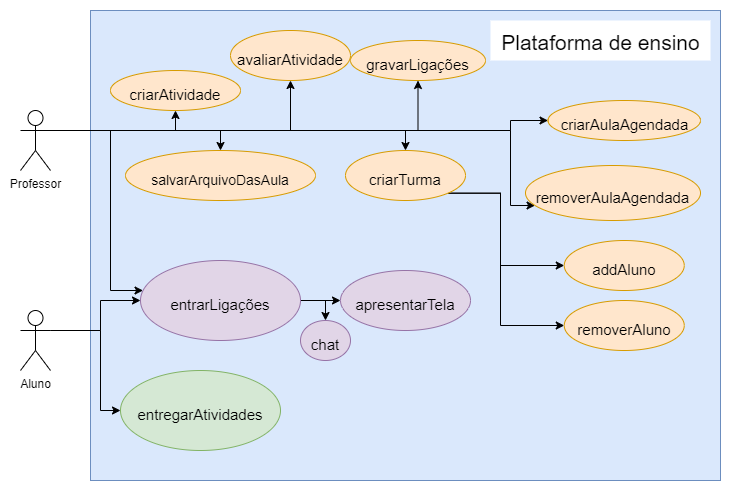 Plataforma de ensino
avaliarAtividade
gravarLigações
criarAtividade
criarAulaAgendada
Professor
salvarArquivoDasAula
criarTurma
removerAulaAgendada
addAluno
entrarLigações
apresentarTela
removerAluno
chat
Aluno
entregarAtividades